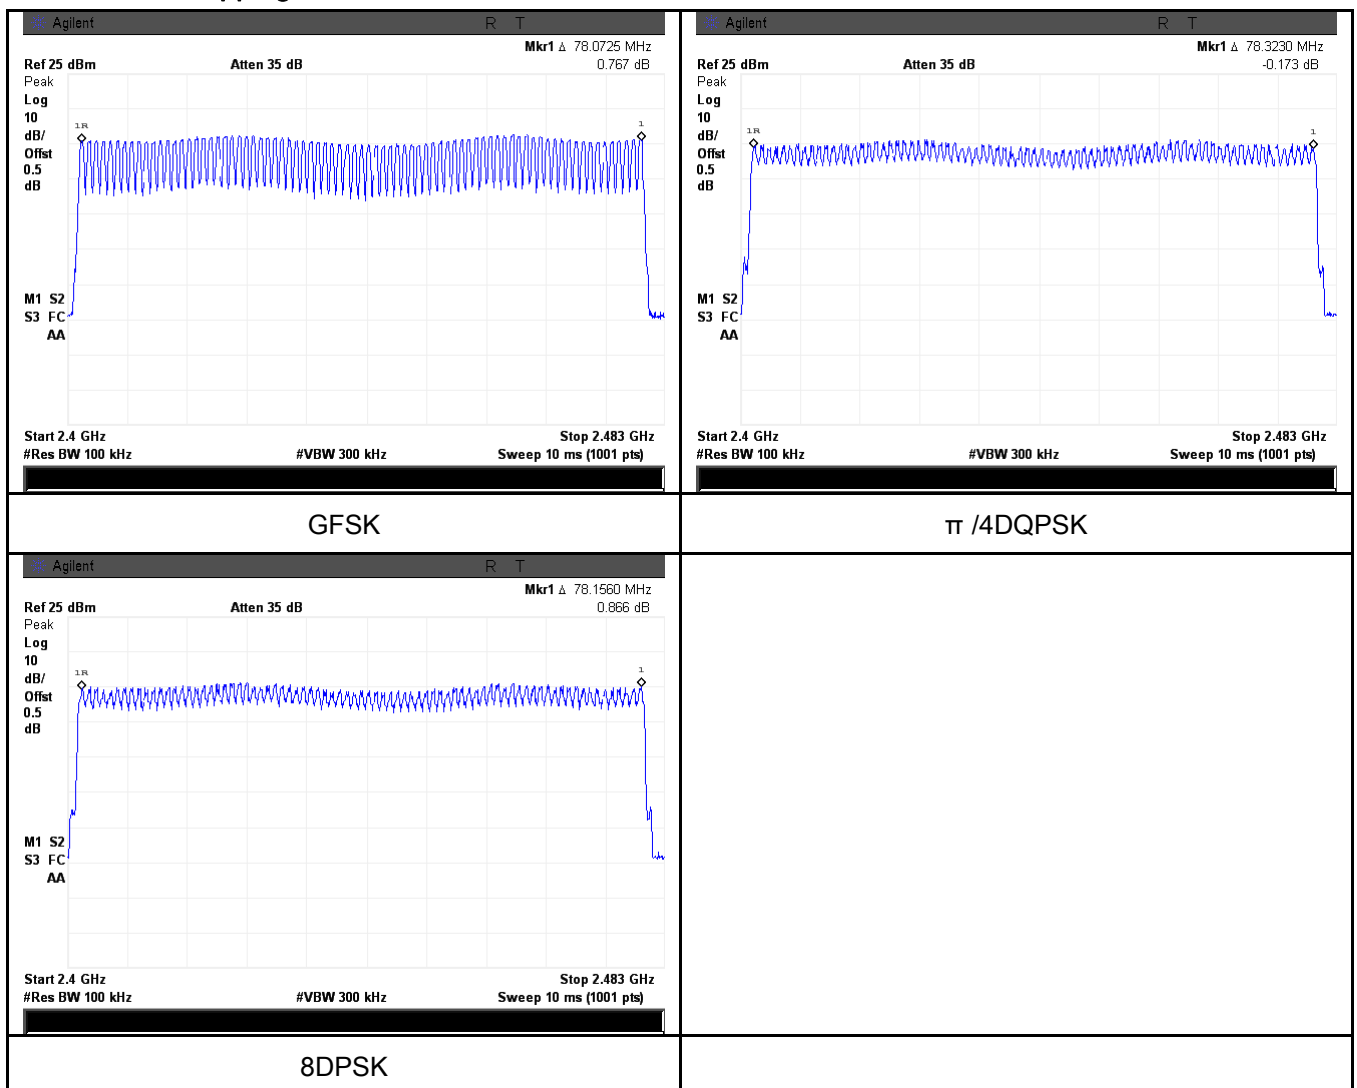 Agilent R T
Mkr1 Δ 78.0725 MHz
Ref 25 dBm Atten 35 dB 0.767 dB
Peak
Log
10
dB/
Offst
0.5
dB
1R
1
M1 S2
S3 FC
AA
Start 2.4 GHz Stop 2.483 GHz
#Res BW 100 kHz #VBW 300 kHz Sweep 10 ms (1001 pts)
GFSK
Agilent R T
Mkr1 Δ 78.3230 MHz
Ref 25 dBm Atten 35 dB -0.173 dB
Peak
Log
10
dB/
Offst
0.5
dB
1R
1
M1 S2
S3 FC
AA
Start 2.4 GHz Stop 2.483 GHz
#Res BW 100 kHz #VBW 300 kHz Sweep 10 ms (1001 pts)
π /4DQPSK
Agilent R T
Mkr1 Δ 78.1560 MHz
Ref 25 dBm Atten 35 dB 0.866 dB
Peak
Log
10
dB/
Offst
0.5
dB
1R
1
M1 S2
S3 FC
AA
Start 2.4 GHz Stop 2.483 GHz
#Res BW 100 kHz #VBW 300 kHz Sweep 10 ms (1001 pts)
8DPSK